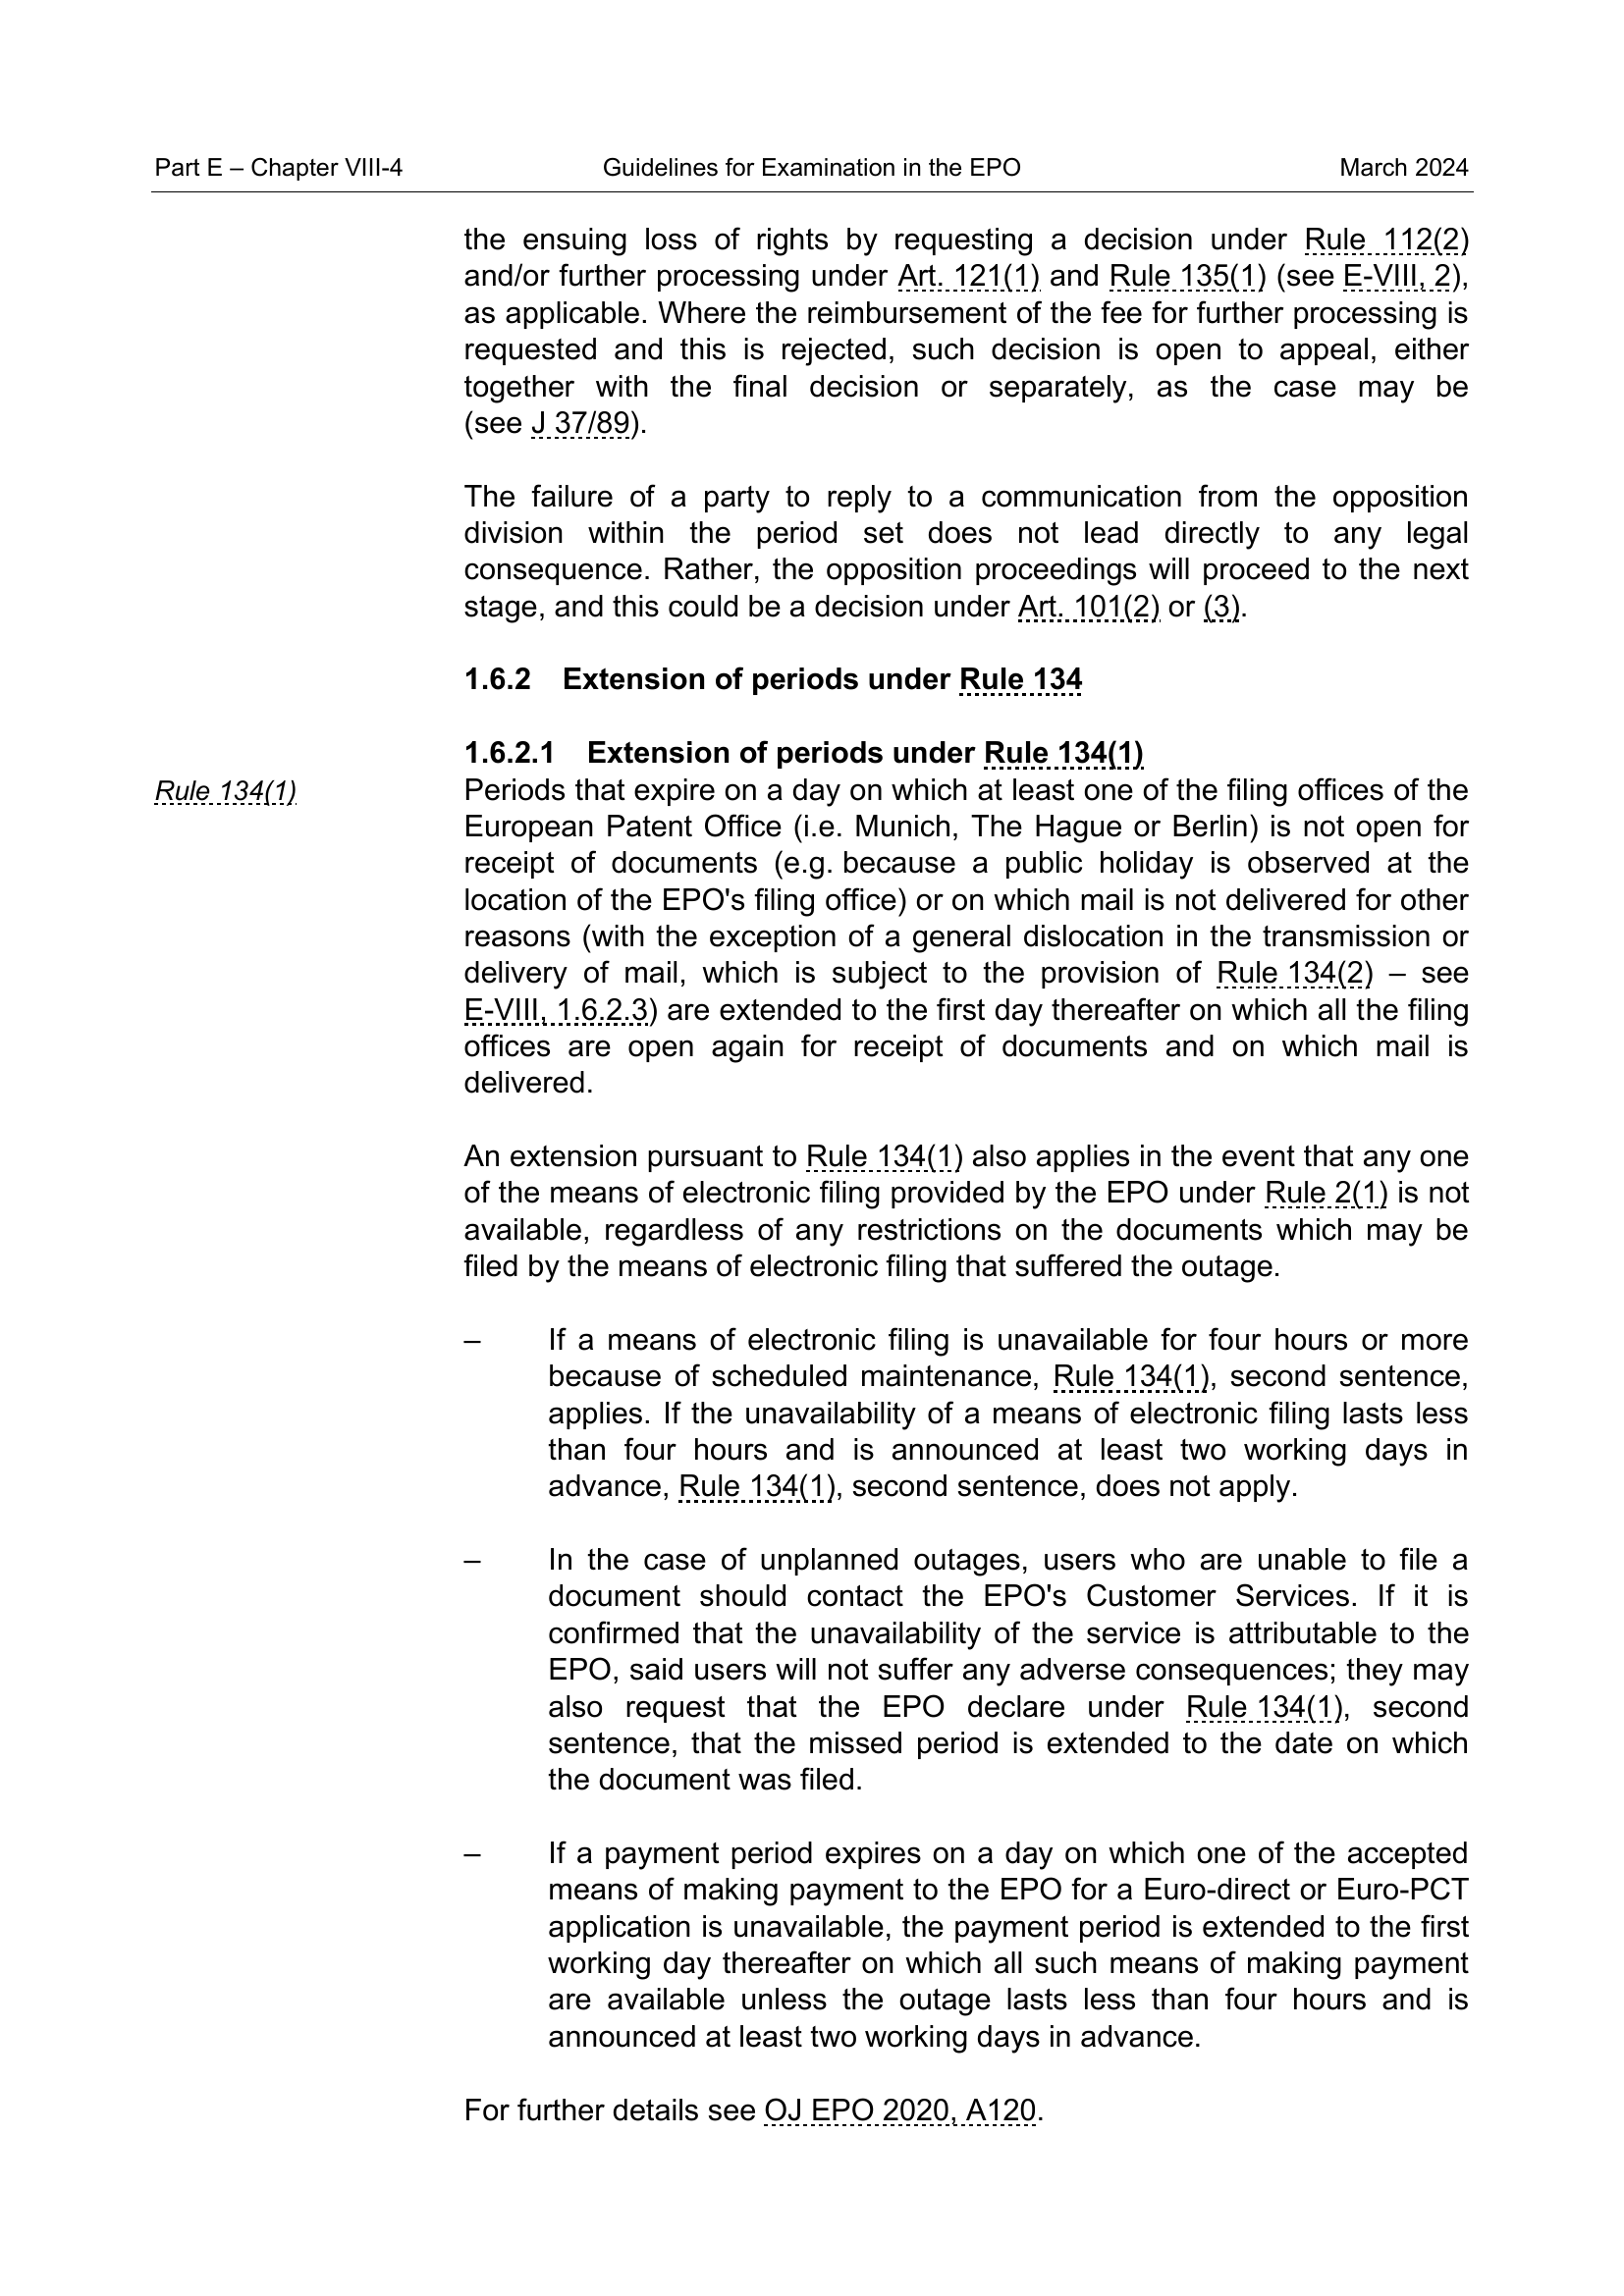 Part E – Chapter VIII-4 Guidelines for Examination in the EPO March 2024
the ensuing loss of rights by requesting a decision under Rule 112(2)
and/or further processing under Art. 121(1) and Rule 135(1) (see E-VIII, 2),
as applicable. Where the reimbursement of the fee for further processing is
requested and this is rejected, such decision is open to appeal, either
together with the final decision or separately, as the case may be
(see J 37/89).
The failure of a party to reply to a communication from the opposition
division within the period set does not lead directly to any legal
consequence. Rather, the opposition proceedings will proceed to the next
stage, and this could be a decision under Art. 101(2) or (3).
1.6.2 Extension of periods under Rule 134
1.6.2.1 Extension of periods under Rule 134(1)
Rule 134(1)
Periods that expire on a day on which at least one of the filing offices of the
European Patent Office (i.e. Munich, The Hague or Berlin) is not open for
receipt of documents (e.g. because a public holiday is observed at the
location of the EPO's filing office) or on which mail is not delivered for other
reasons (with the exception of a general dislocation in the transmission or
delivery of mail, which is subject to the provision of Rule 134(2) – see
E-VIII, 1.6.2.3) are extended to the first day thereafter on which all the filing
offices are open again for receipt of documents and on which mail is
delivered.
An extension pursuant to Rule 134(1) also applies in the event that any one
of the means of electronic filing provided by the EPO under Rule 2(1) is not
available, regardless of any restrictions on the documents which may be
filed by the means of electronic filing that suffered the outage.
– If a means of electronic filing is unavailable for four hours or more
because of scheduled maintenance, Rule 134(1), second sentence,
applies. If the unavailability of a means of electronic filing lasts less
than four hours and is announced at least two working days in
advance, Rule 134(1), second sentence, does not apply.
– In the case of unplanned outages, users who are unable to file a
document should contact the EPO's Customer Services. If it is
confirmed that the unavailability of the service is attributable to the
EPO, said users will not suffer any adverse consequences; they may
also request that the EPO declare under Rule 134(1), second
sentence, that the missed period is extended to the date on which
the document was filed.
– If a payment period expires on a day on which one of the accepted
means of making payment to the EPO for a Euro-direct or Euro-PCT
application is unavailable, the payment period is extended to the first
working day thereafter on which all such means of making payment
are available unless the outage lasts less than four hours and is
announced at least two working days in advance.
For further details see OJ EPO 2020, A120.